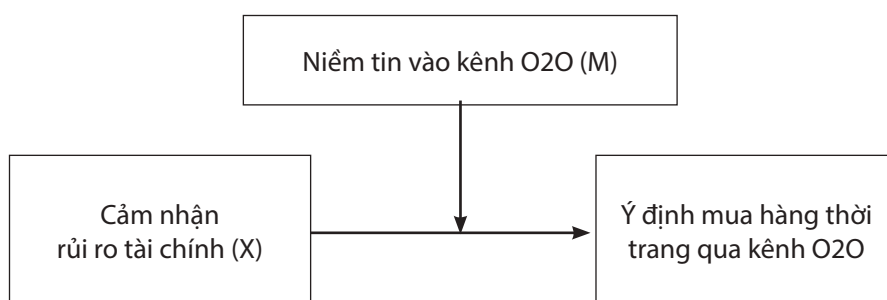 Niềm tin vào kênh O2O (M)
Cảm nhận
rủi ro tài chính (X)
Ý định mua hàng thời
trang qua kênh O2O